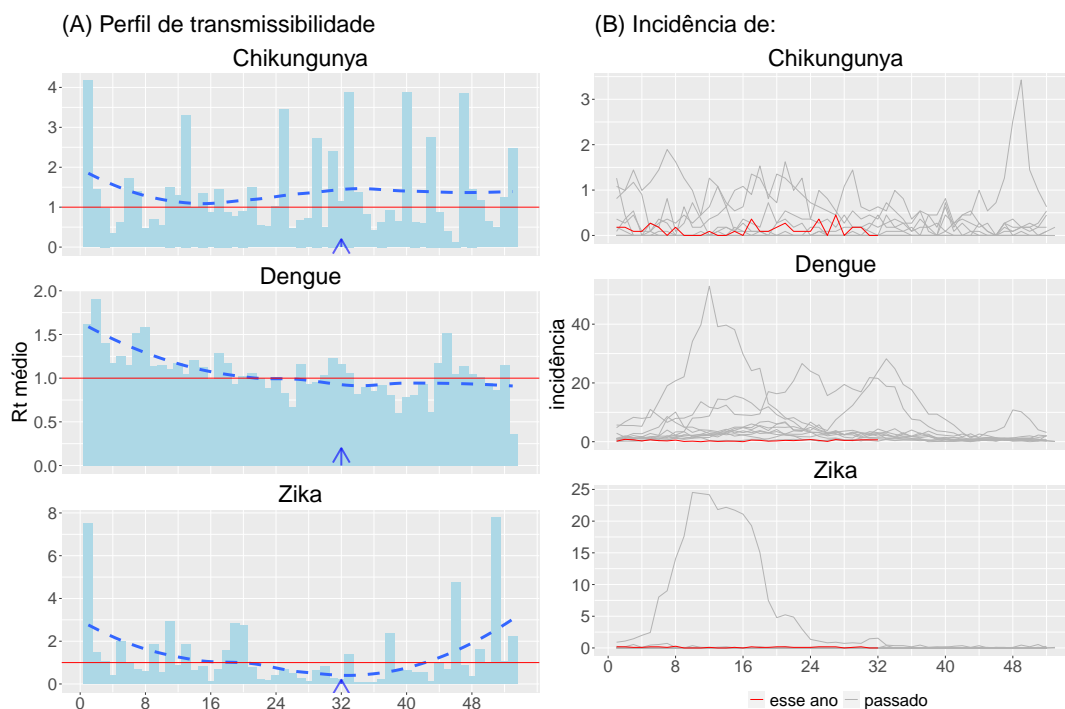 (A) Perfil de transmissibilidade
Chikungunya
4
3
2
1
0
Dengue
2.0
1.5
1.0
0.5
0.0
Rt médio
Zika
8
6
4
2
0
0 8 16 24 32 40 48
(B) Incidência de:
Chikungunya
3
2
1
0
Dengue
40
20
0
incidência
Zika
25
20
15
10
5
0
0 8 16 24 32 40 48
esse ano passado